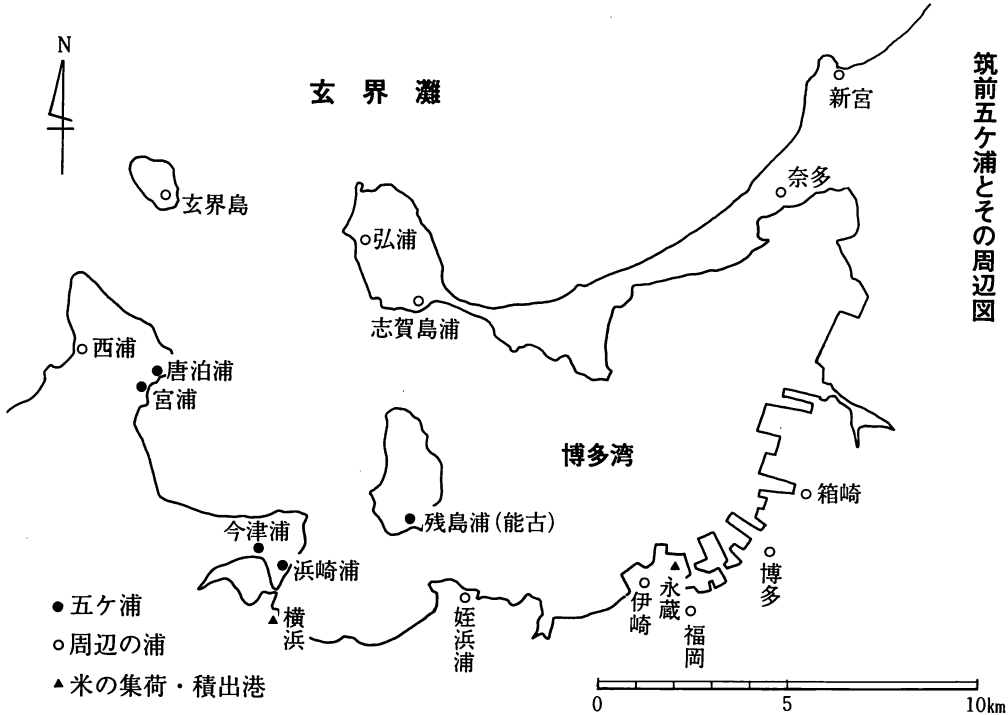 筑前五ケ浦とその周辺図
N
玄界灘
新宮
奈多
玄界島
弘浦
志賀島浦
西浦
唐泊浦
宮浦
博多湾
箱崎
残島浦(能古)
今津浦
浜崎浦
横浜
姪浜浦
伊崎
永蔵
福岡
博多
● 五ケ浦
○ 周辺の浦
▲ 米の集荷・積出港
0 5 10km